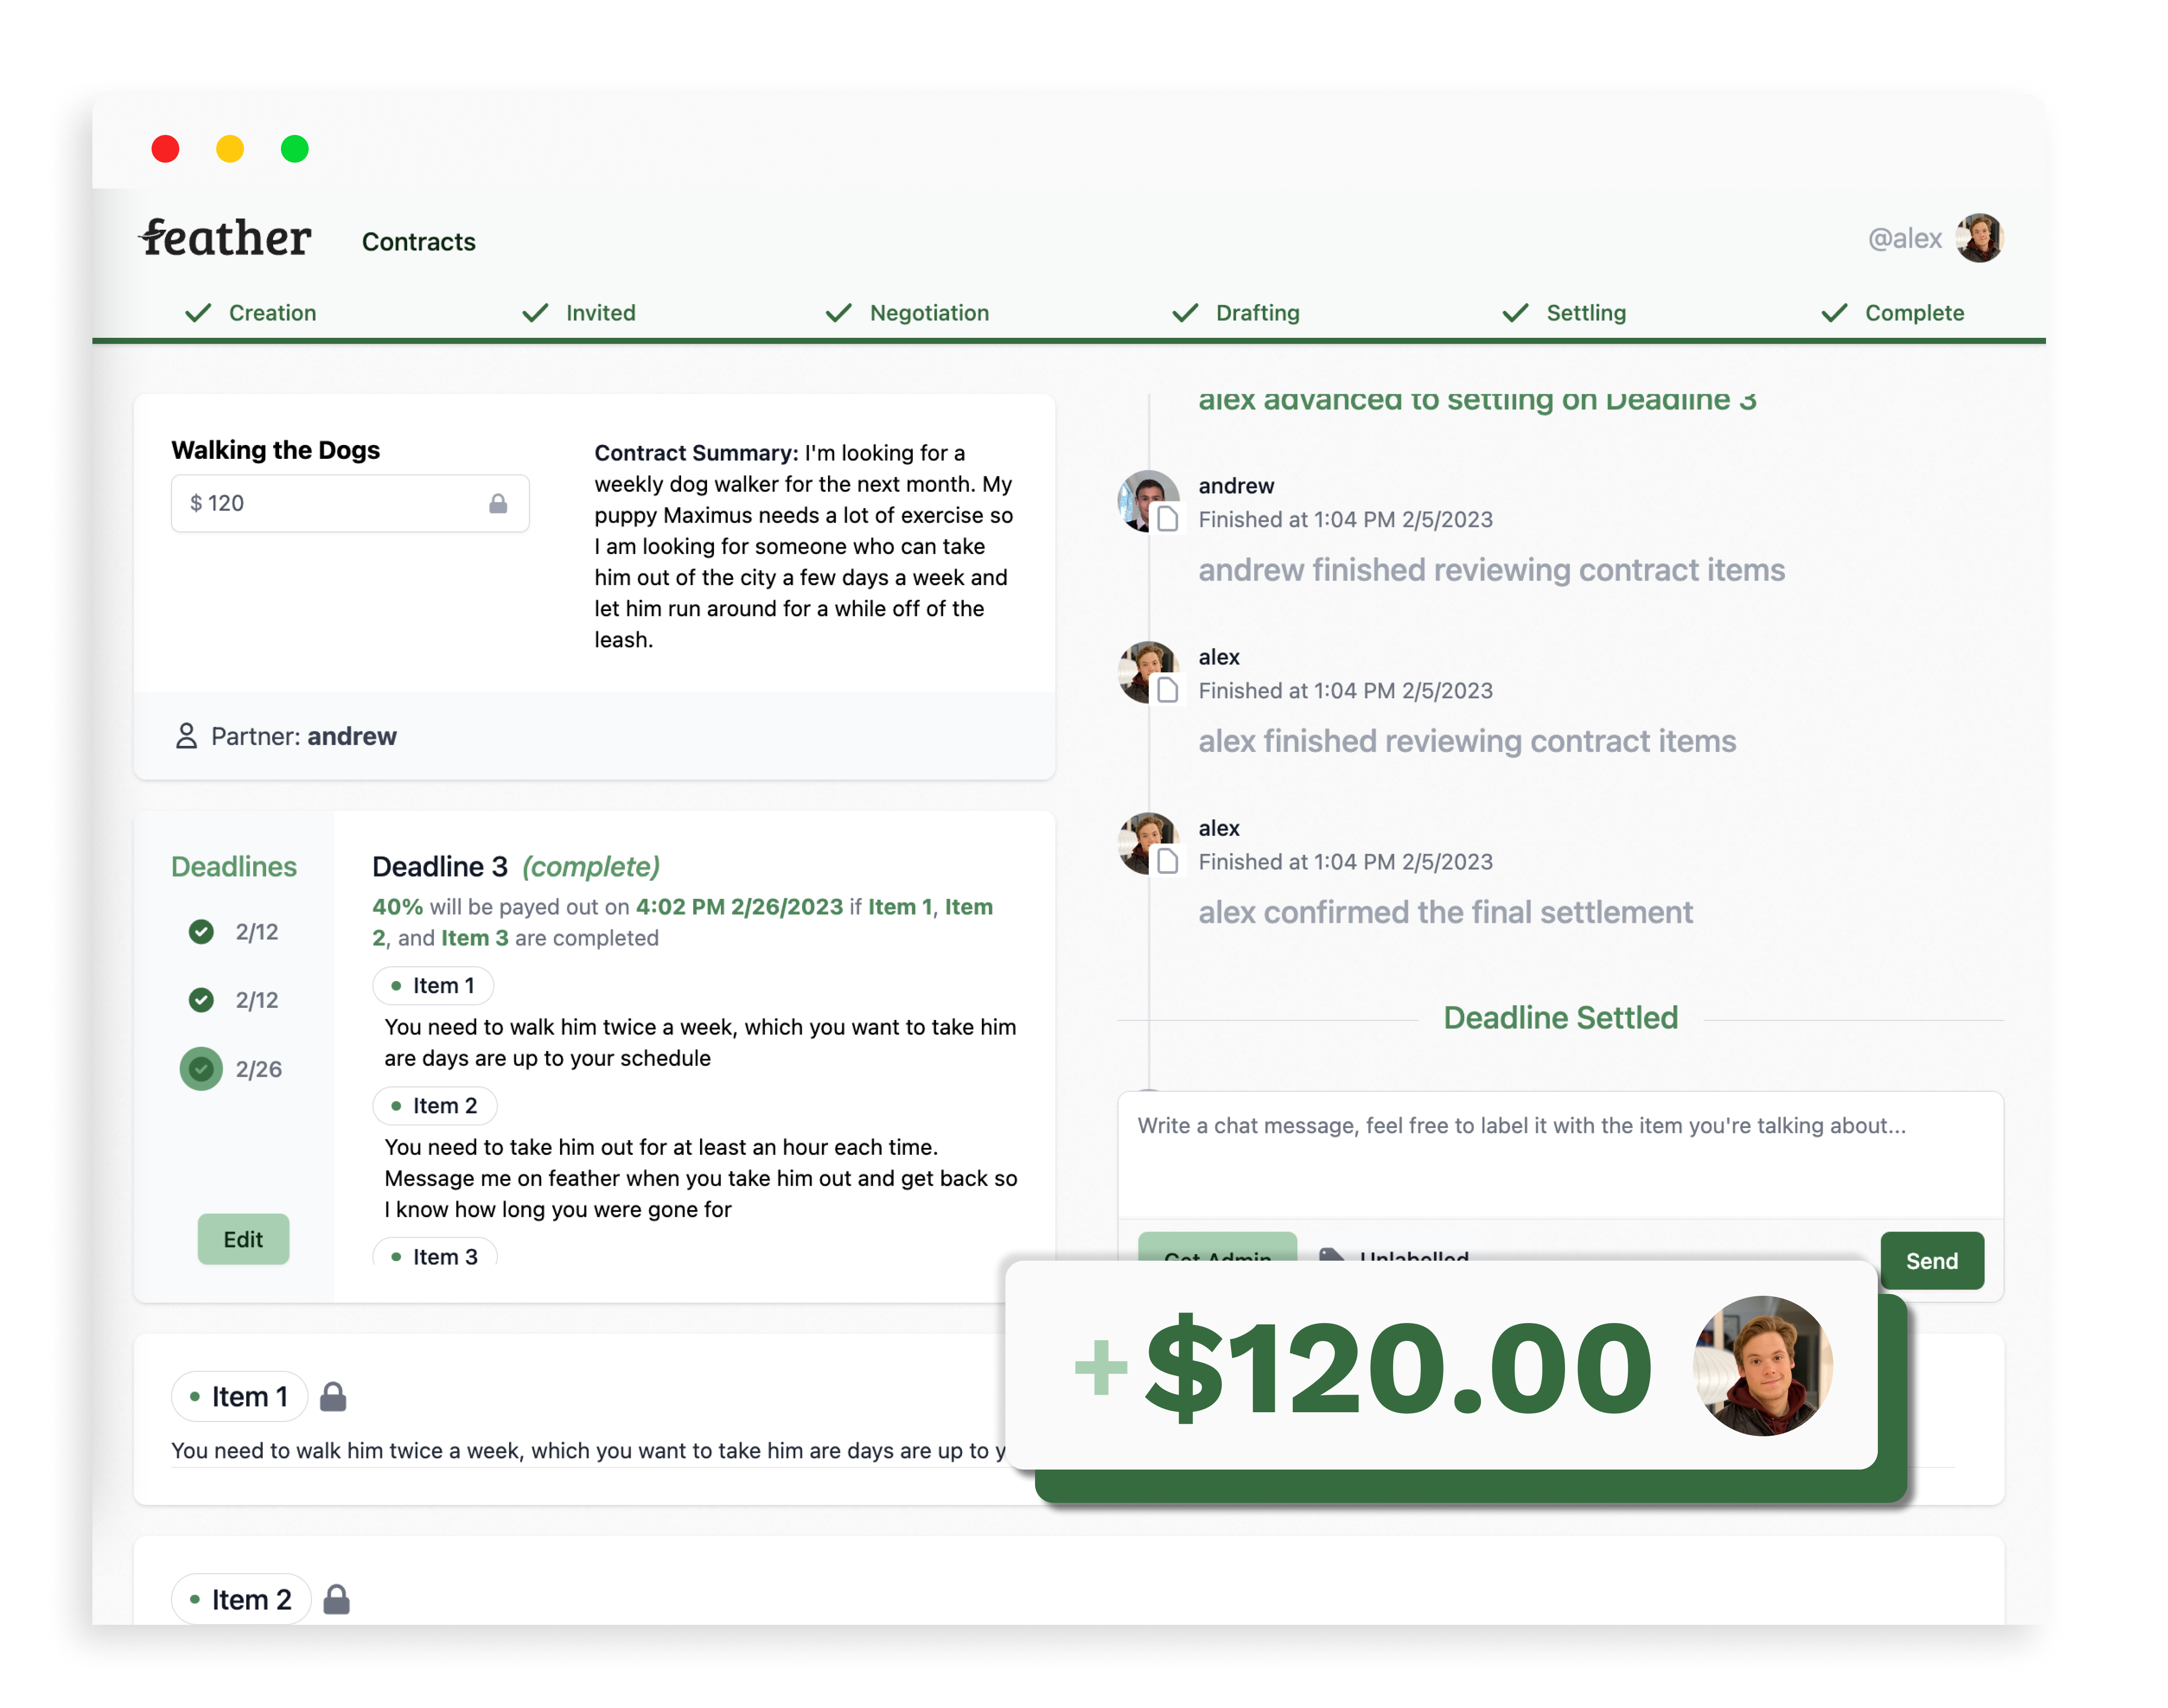 feather
Contracts
@alex
Creation
Invited
Negotiation
Drafting
Settling
Complete
Walking the Dogs
$ 120
Contract Summary: I'm looking for a
weekly dog walker for the next month. My
puppy Maximus needs a lot of exercise so
I am looking for someone who can take
him out of the city a few days a week and
let him run around for a while off of the
leash.
Partner: andrew
Deadlines
2/12
2/12
2/26
Edit
Deadline 3 (complete)
40% will be payed out on 4:02 PM 2/26/2023 if Item 1, Item
2, and Item 3 are completed
Item 1
You need to walk him twice a week, which you want to take him
are days are up to your schedule
Item 2
You need to take him out for at least an hour each time.
Message me on feather when you take him out and get back so
I know how long you were gone for
Item 3
alex advanced to settling on Deadline 3
andrew
Finished at 1:04 PM 2/5/2023
andrew finished reviewing contract items
alex
Finished at 1:04 PM 2/5/2023
alex finished reviewing contract items
alex
Finished at 1:04 PM 2/5/2023
alex confirmed the final settlement
Deadline Settled
Write a chat message, feel free to label it with the item you're talking about...
Get Admin
Unlabelled
Send
+$120.00
Item 1
You need to walk him twice a week, which you want to take him are days are up to y
Item 2